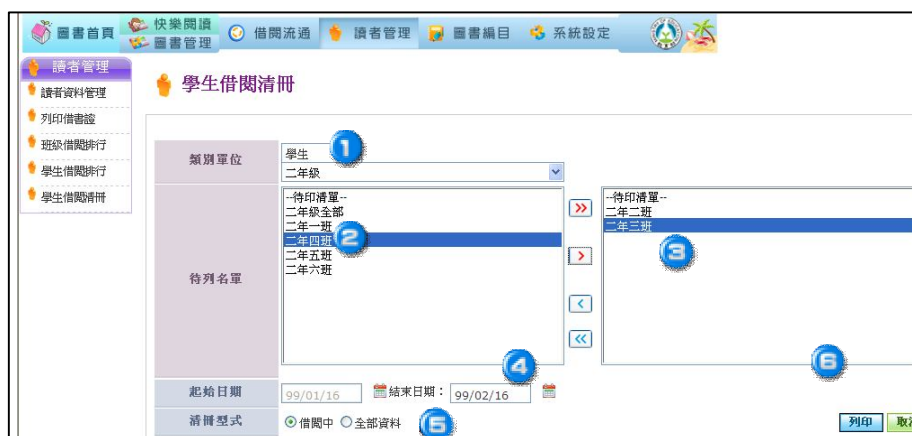 圖書首頁
快樂閱讀
圖書管理
借閱流通
讀者管理
圖書編目
系統設定
讀者管理
讀者資料管理
列印借書證
班級借閱排行
學生借閱排行
學生借閱清冊
學生借閱清冊
類別單位
學生
1
二年級
待列名單
--待印清單--
二年級全部
二年一班
二年四班
2
二年五班
二年六班
--待印清單--
二年二班
二年三班
3
4
6
起始日期
99/01/16
結束日期：
99/02/16
清冊型式
借閱中
全部資料
5
列印